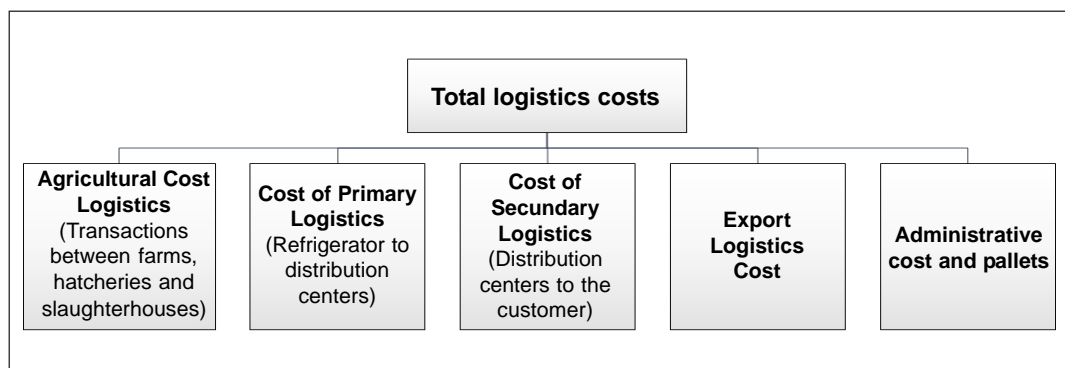 Total logistics costs
Agricultural Cost
Logistics
(Transactions
between farms,
hatcheries and
slaughterhouses)
Cost of Primary
Logistics
(Refrigerator to
distribution
centers)
Cost of
Secundary
Logistics
(Distribution
centers to the
customer)
Export
Logistics
Cost
Administrative
cost and pallets